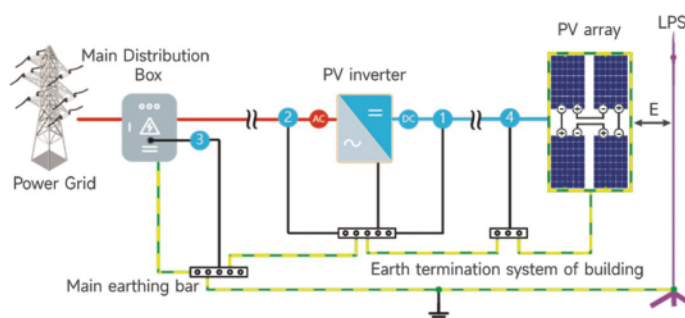 LPS
PV array
Main Distribution
Box
PV inverter
2
AC
DC
1
4
E
3
Power Grid
Earth termination system of building
Main earthing bar